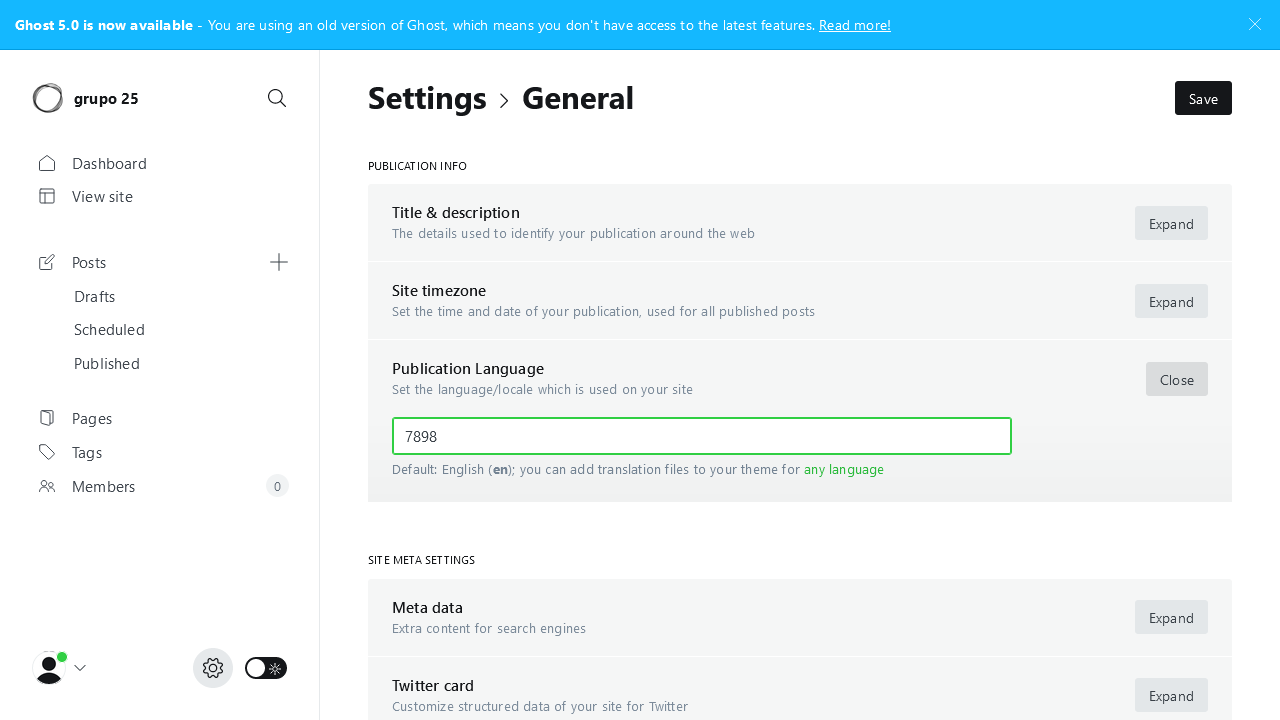 Ghost 5.0 is now available - You are using an old version of Ghost, which means you don't have access to the latest features. Read more!
grupo 25
Dashboard
View site
Posts
Drafts
Scheduled
Published
Pages
Tags
Members
0
Settings > General
Save
PUBLICATION INFO
Title & description
The details used to identify your publication around the web
Expand
Site timezone
Set the time and date of your publication, used for all published posts
Expand
Publication Language
Set the language/locale which is used on your site
Close
7898
Default: English (en); you can add translation files to your theme for any language
SITE META SETTINGS
Meta data
Extra content for search engines
Expand
Twitter card
Customize structured data of your site for Twitter
Expand